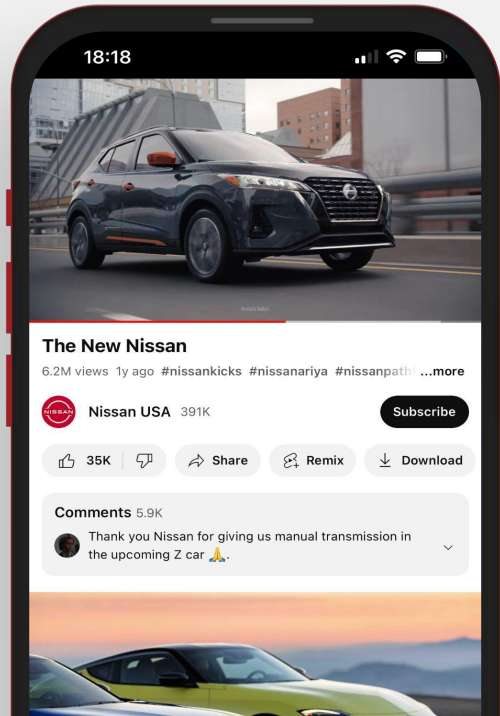 18:18
The New Nissan
6.2M views 1y ago #nissankicks #nissanariya #nissanpath ...more
NISSAN
Nissan USA 391K
Subscribe
35K
Share
Remix
Download
Comments 5.9K
Thank you Nissan for giving us manual transmission in
the upcoming Z car 🙏.